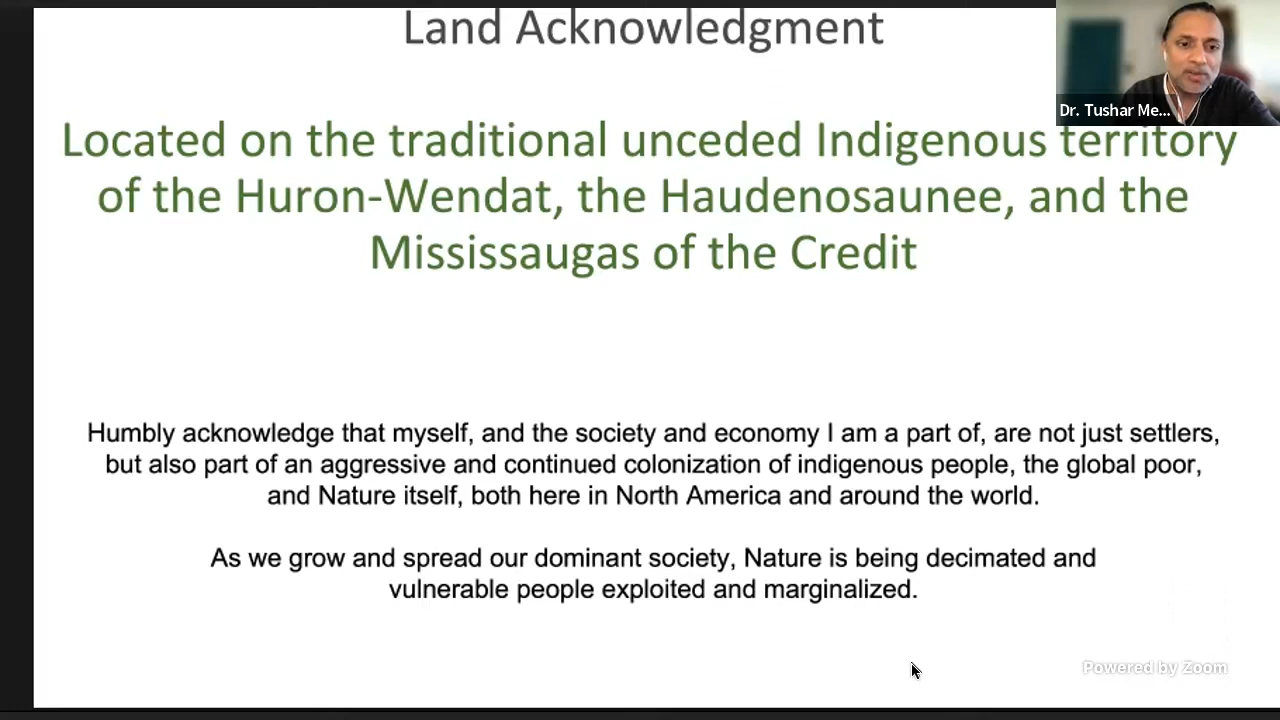 Land Acknowledgment
Dr. Tushar Me...
Located on the traditional unceded Indigenous territory
of the Huron-Wendat, the Haudenosaunee, and the
Mississaugas of the Credit
Humbly acknowledge that myself, and the society and economy I am a part of, are not just settlers,
but also part of an aggressive and continued colonization of indigenous people, the global poor,
and Nature itself, both here in North America and around the world.
As we grow and spread our dominant society, Nature is being decimated and
vulnerable people exploited and marginalized.
Powered by Zoom